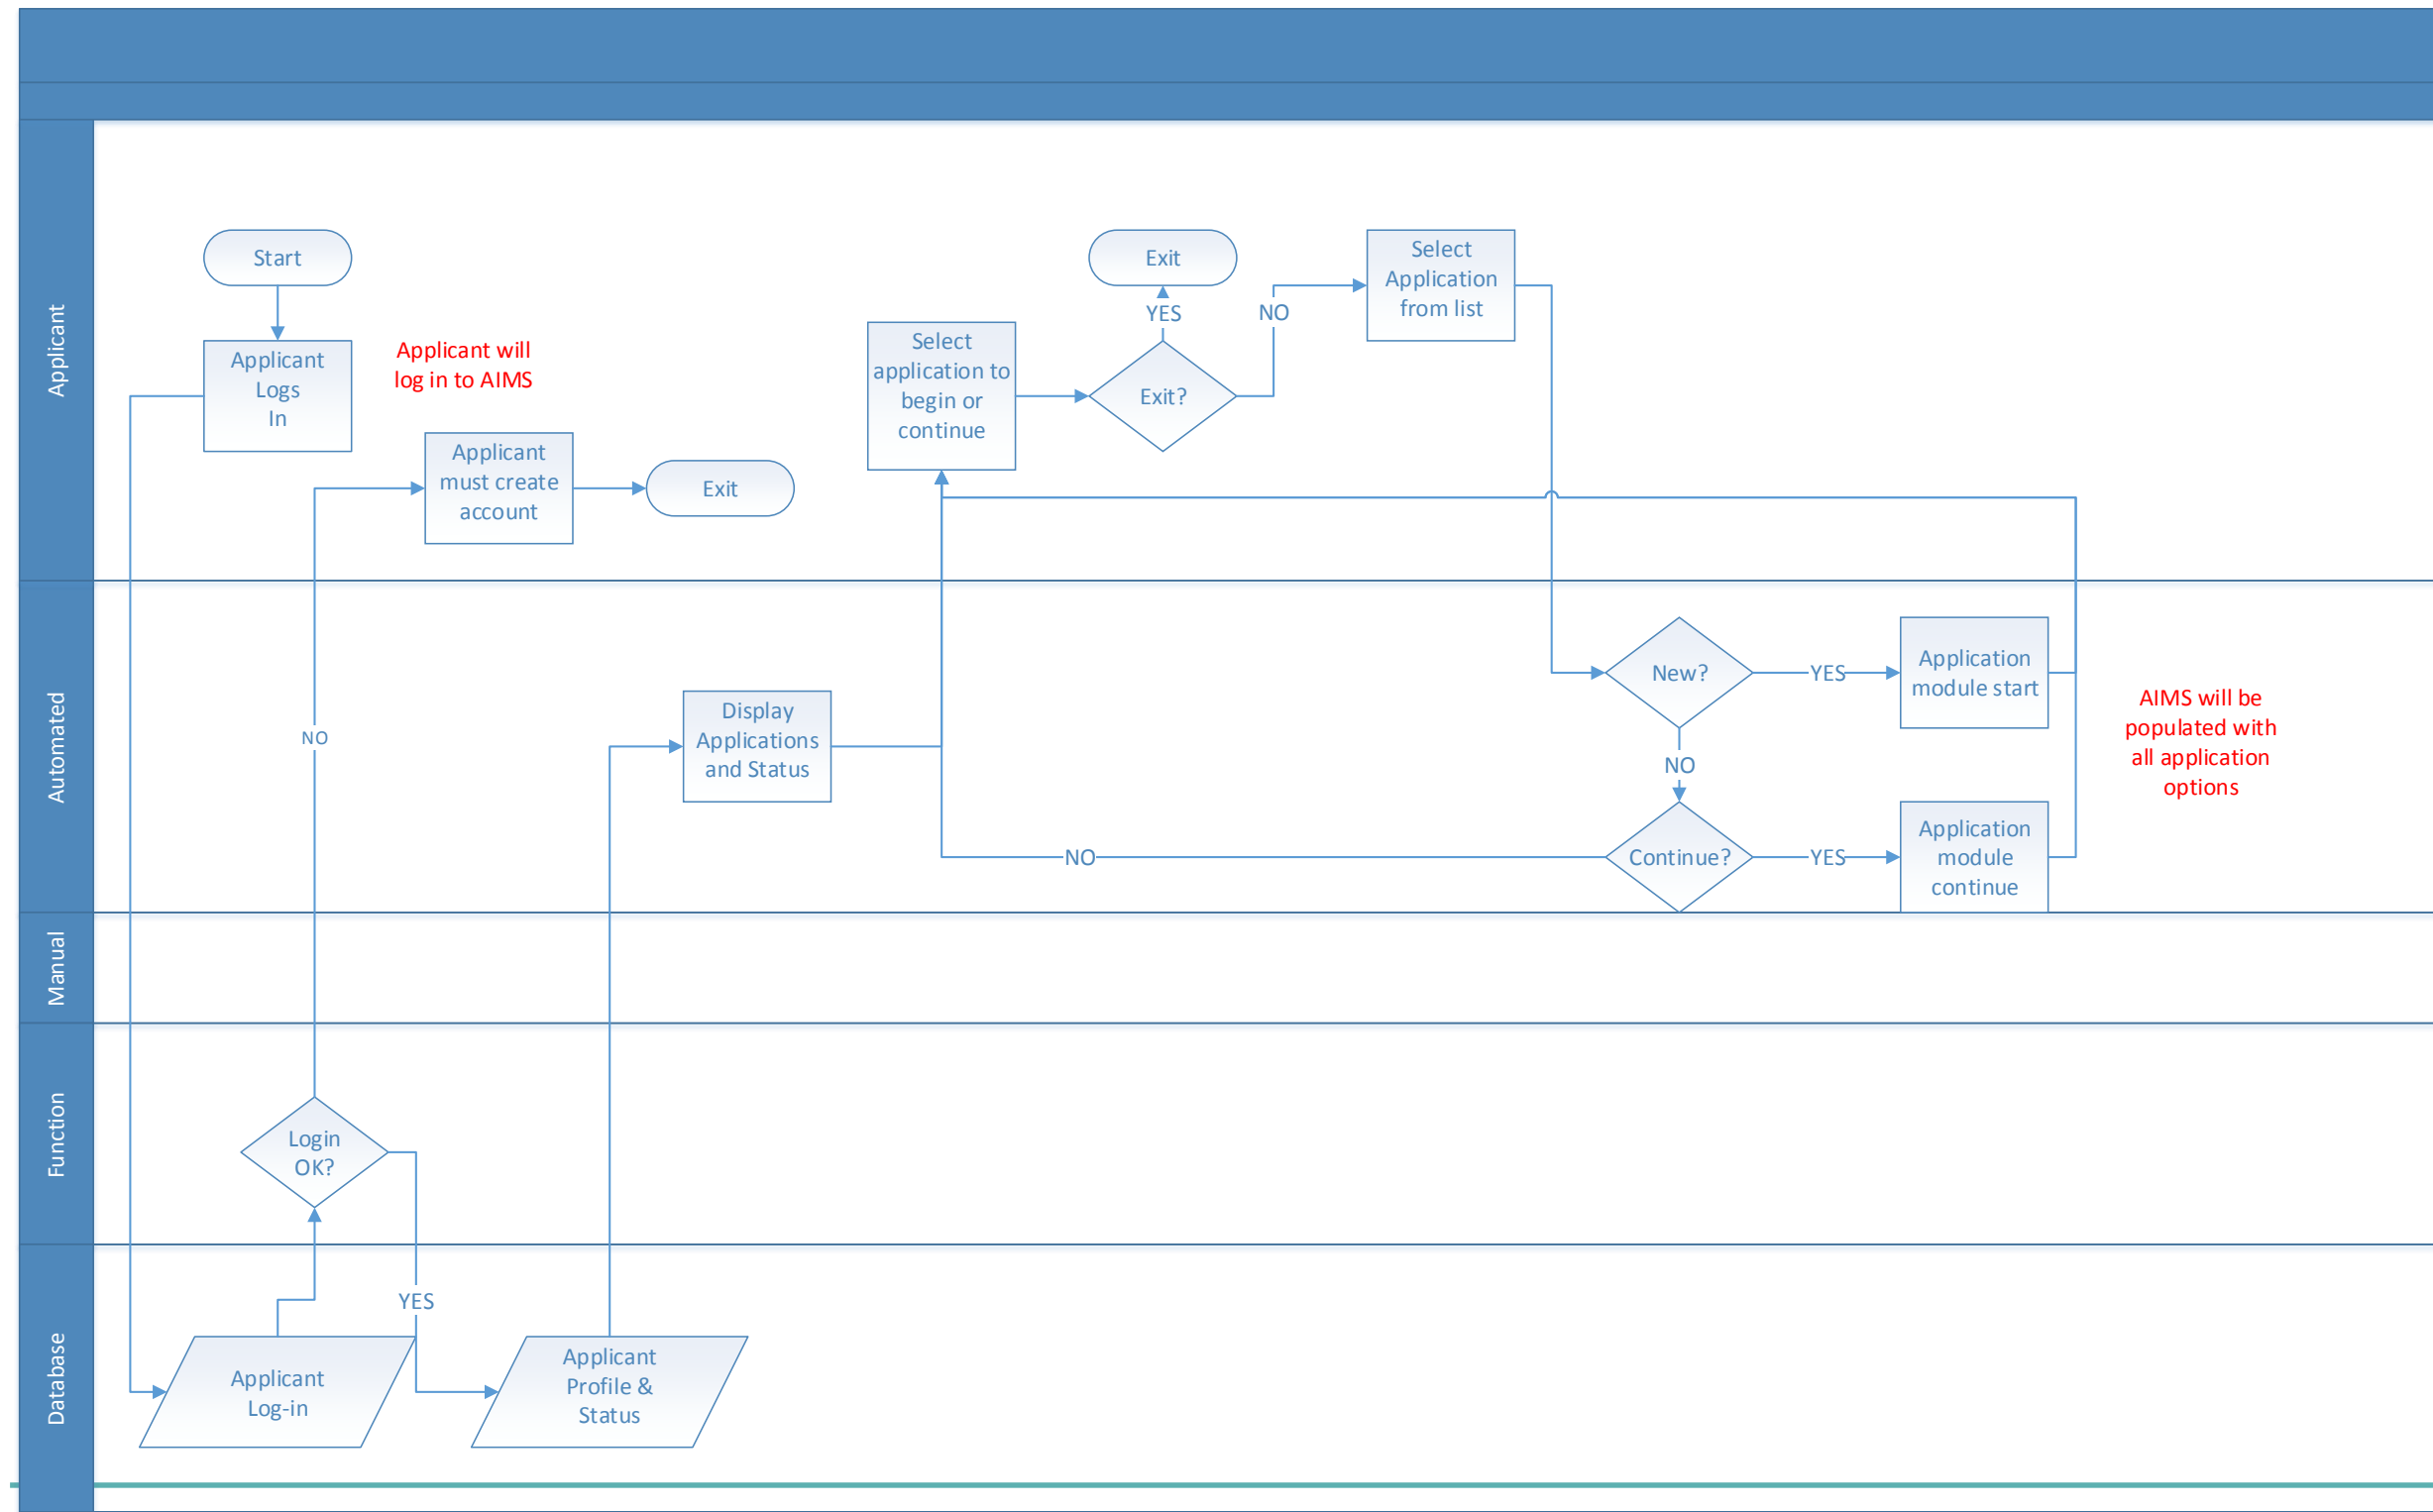 Applicant
Start
Applicant
Logs
In
Applicant will
log in to AIMS
Applicant
must create
account
Exit
Select
application to
begin or
continue
Exit?
YES
Exit
NO
Select
Application
from list
Automated
NO
Display
Applications
and Status
New?
YES
Application
module start
NO
Continue?
NO
YES
Application
module
continue
AIMS will be
populated with
all application
options
Manual
Function
Login
OK?
Database
YES
Applicant
Log-in
Applicant
Profile &
Status